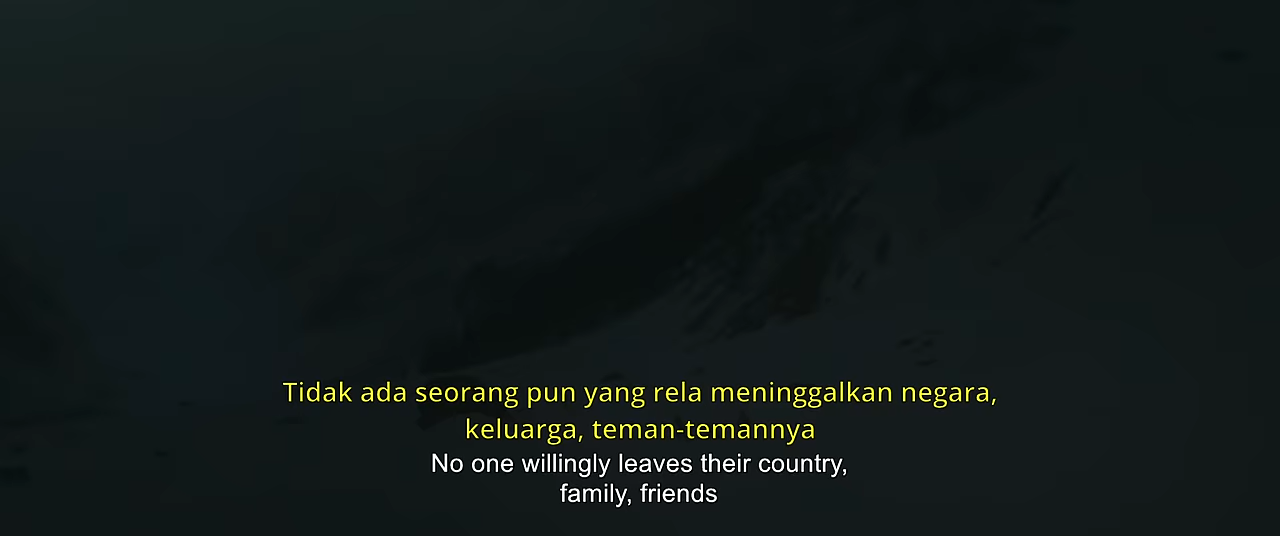 Tidak ada seorang pun yang rela meninggalkan negara,
keluarga, teman-temannya
No one willingly leaves their country,
family, friends